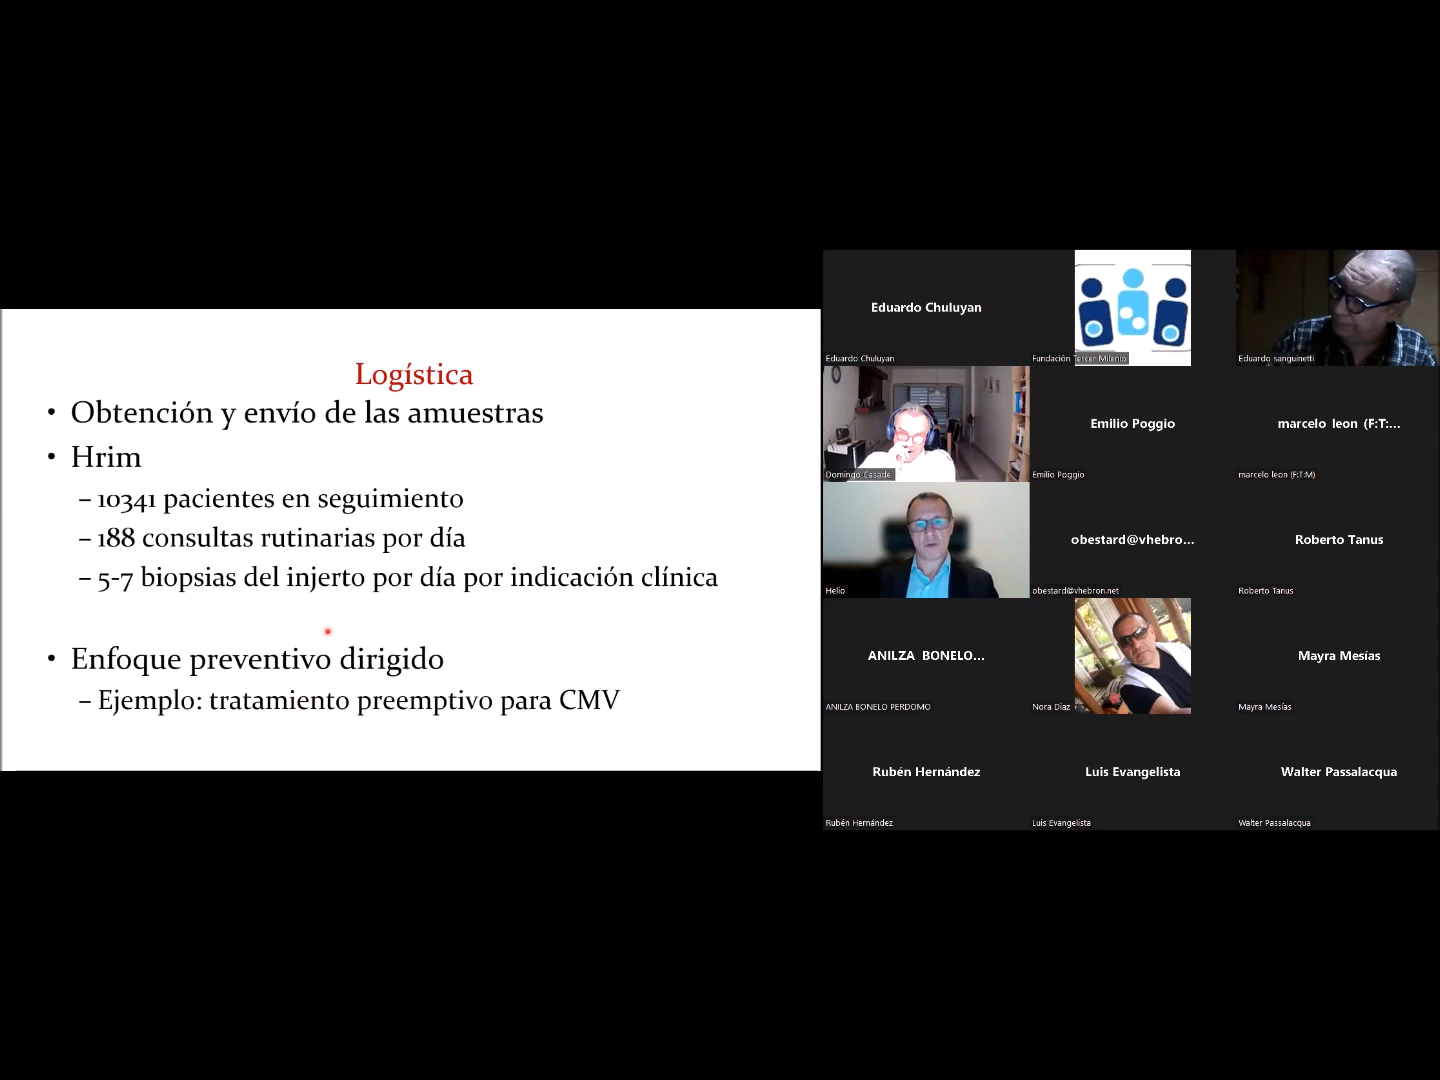 Logística
• Obtención y envío de las amuestras
• Hrim
– 10341 pacientes en seguimiento
– 188 consultas rutinarias por día
– 5-7 biopsias del injerto por día por indicación clínica
• Enfoque preventivo dirigido
– Ejemplo: tratamiento preemptivo para CMV
Eduardo Chuluyan
Eduardo Chuluyan
Fundación Tercer Milenio
Eduardo sanguinetti
Emilio Poggio
marcelo leon (F:T:...
Domingo Casade
Emilio Poggio
marcelo leon (F:T:M)
obestard@vhebro...
Roberto Tanus
Helio
obestard@vhebron.net
Roberto Tanus
ANILZA BONELO...
Mayra Mesías
ANILZA BONELO PERDOMO
Nora Díaz
Mayra Mesías
Rubén Hernández
Luis Evangelista
Walter Passalacqua
Rubén Hernández
Luis Evangelista
Walter Passalacqua